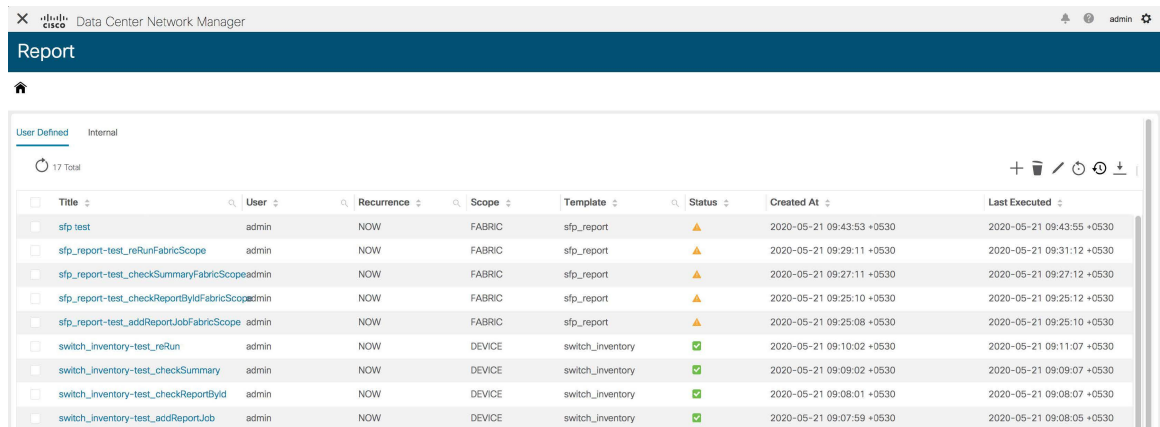 cisco Data Center Network Manager admin
Report
User Defined Internal
17 Total
Title User Recurrence Scope Template Status Created At Last Executed
sfp test admin NOW FABRIC sfp_report 2020-05-21 09:43:53 +0530 2020-05-21 09:43:55 +0530
sfp_report-test_reRunFabricScope admin NOW FABRIC sfp_report 2020-05-21 09:29:11 +0530 2020-05-21 09:31:12 +0530
sfp_report-test_checkSummaryFabricScope admin NOW FABRIC sfp_report 2020-05-21 09:27:11 +0530 2020-05-21 09:27:12 +0530
sfp_report-test_checkReportByIdFabricScope admin NOW FABRIC sfp_report 2020-05-21 09:25:10 +0530 2020-05-21 09:25:12 +0530
sfp_report-test_addReportJobFabricScope admin NOW FABRIC sfp_report 2020-05-21 09:25:08 +0530 2020-05-21 09:25:10 +0530
switch_inventory-test_reRun admin NOW DEVICE switch_inventory 2020-05-21 09:10:02 +0530 2020-05-21 09:11:07 +0530
switch_inventory-test_checkSummary admin NOW DEVICE switch_inventory 2020-05-21 09:09:02 +0530 2020-05-21 09:09:07 +0530
switch_inventory-test_checkReportById admin NOW DEVICE switch_inventory 2020-05-21 09:08:01 +0530 2020-05-21 09:08:07 +0530
switch_inventory-test_addReportJob admin NOW DEVICE switch_inventory 2020-05-21 09:07:59 +0530 2020-05-21 09:08:05 +0530